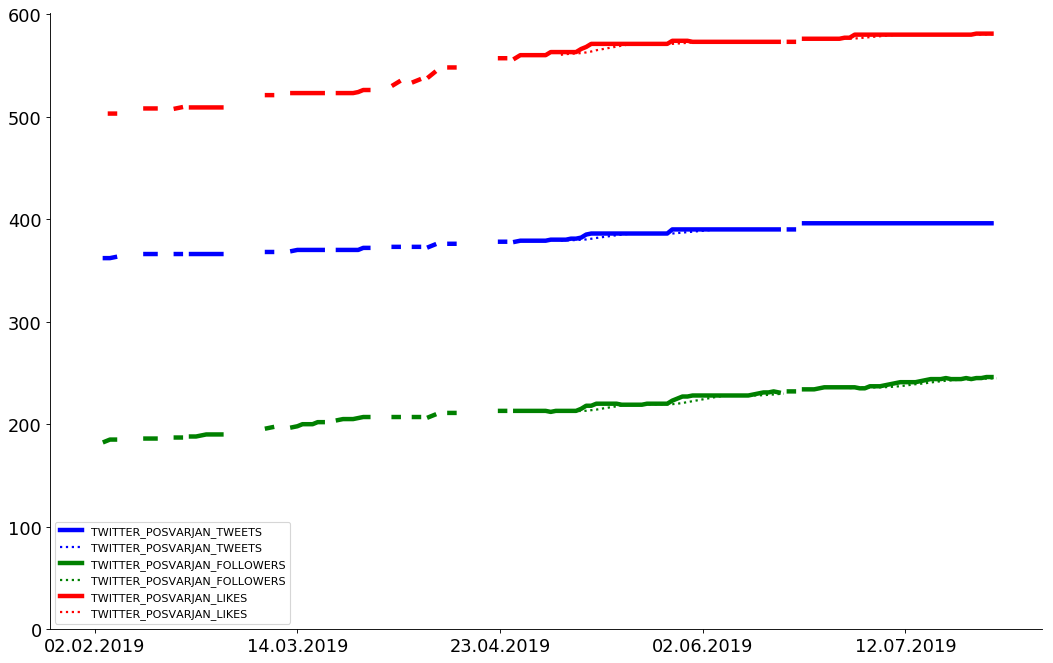 600
500
400
300
200
100
0
TWITTER_POSVARJAN_TWEETS
TWITTER_POSVARJAN_TWEETS
TWITTER_POSVARJAN_FOLLOWERS
TWITTER_POSVARJAN_FOLLOWERS
TWITTER_POSVARJAN_LIKES
TWITTER_POSVARJAN_LIKES
02.02.2019 14.03.2019 23.04.2019 02.06.2019 12.07.2019